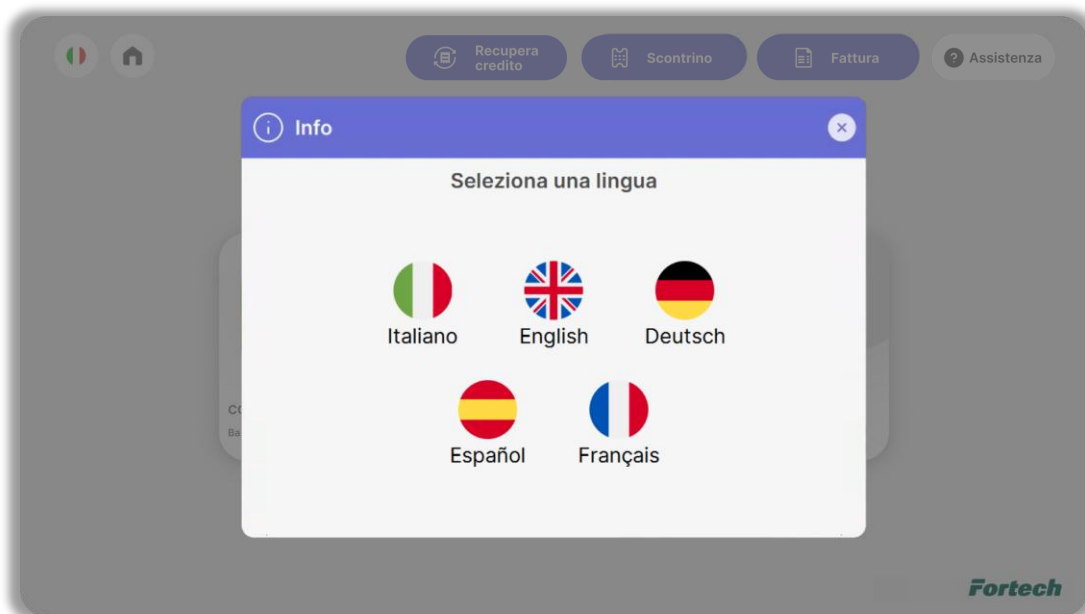 Recupera
credito
Scontrino
Fattura
Assistenza
Info
Seleziona una lingua
Italiano
English
Deutsch
Español
Français
Fortech